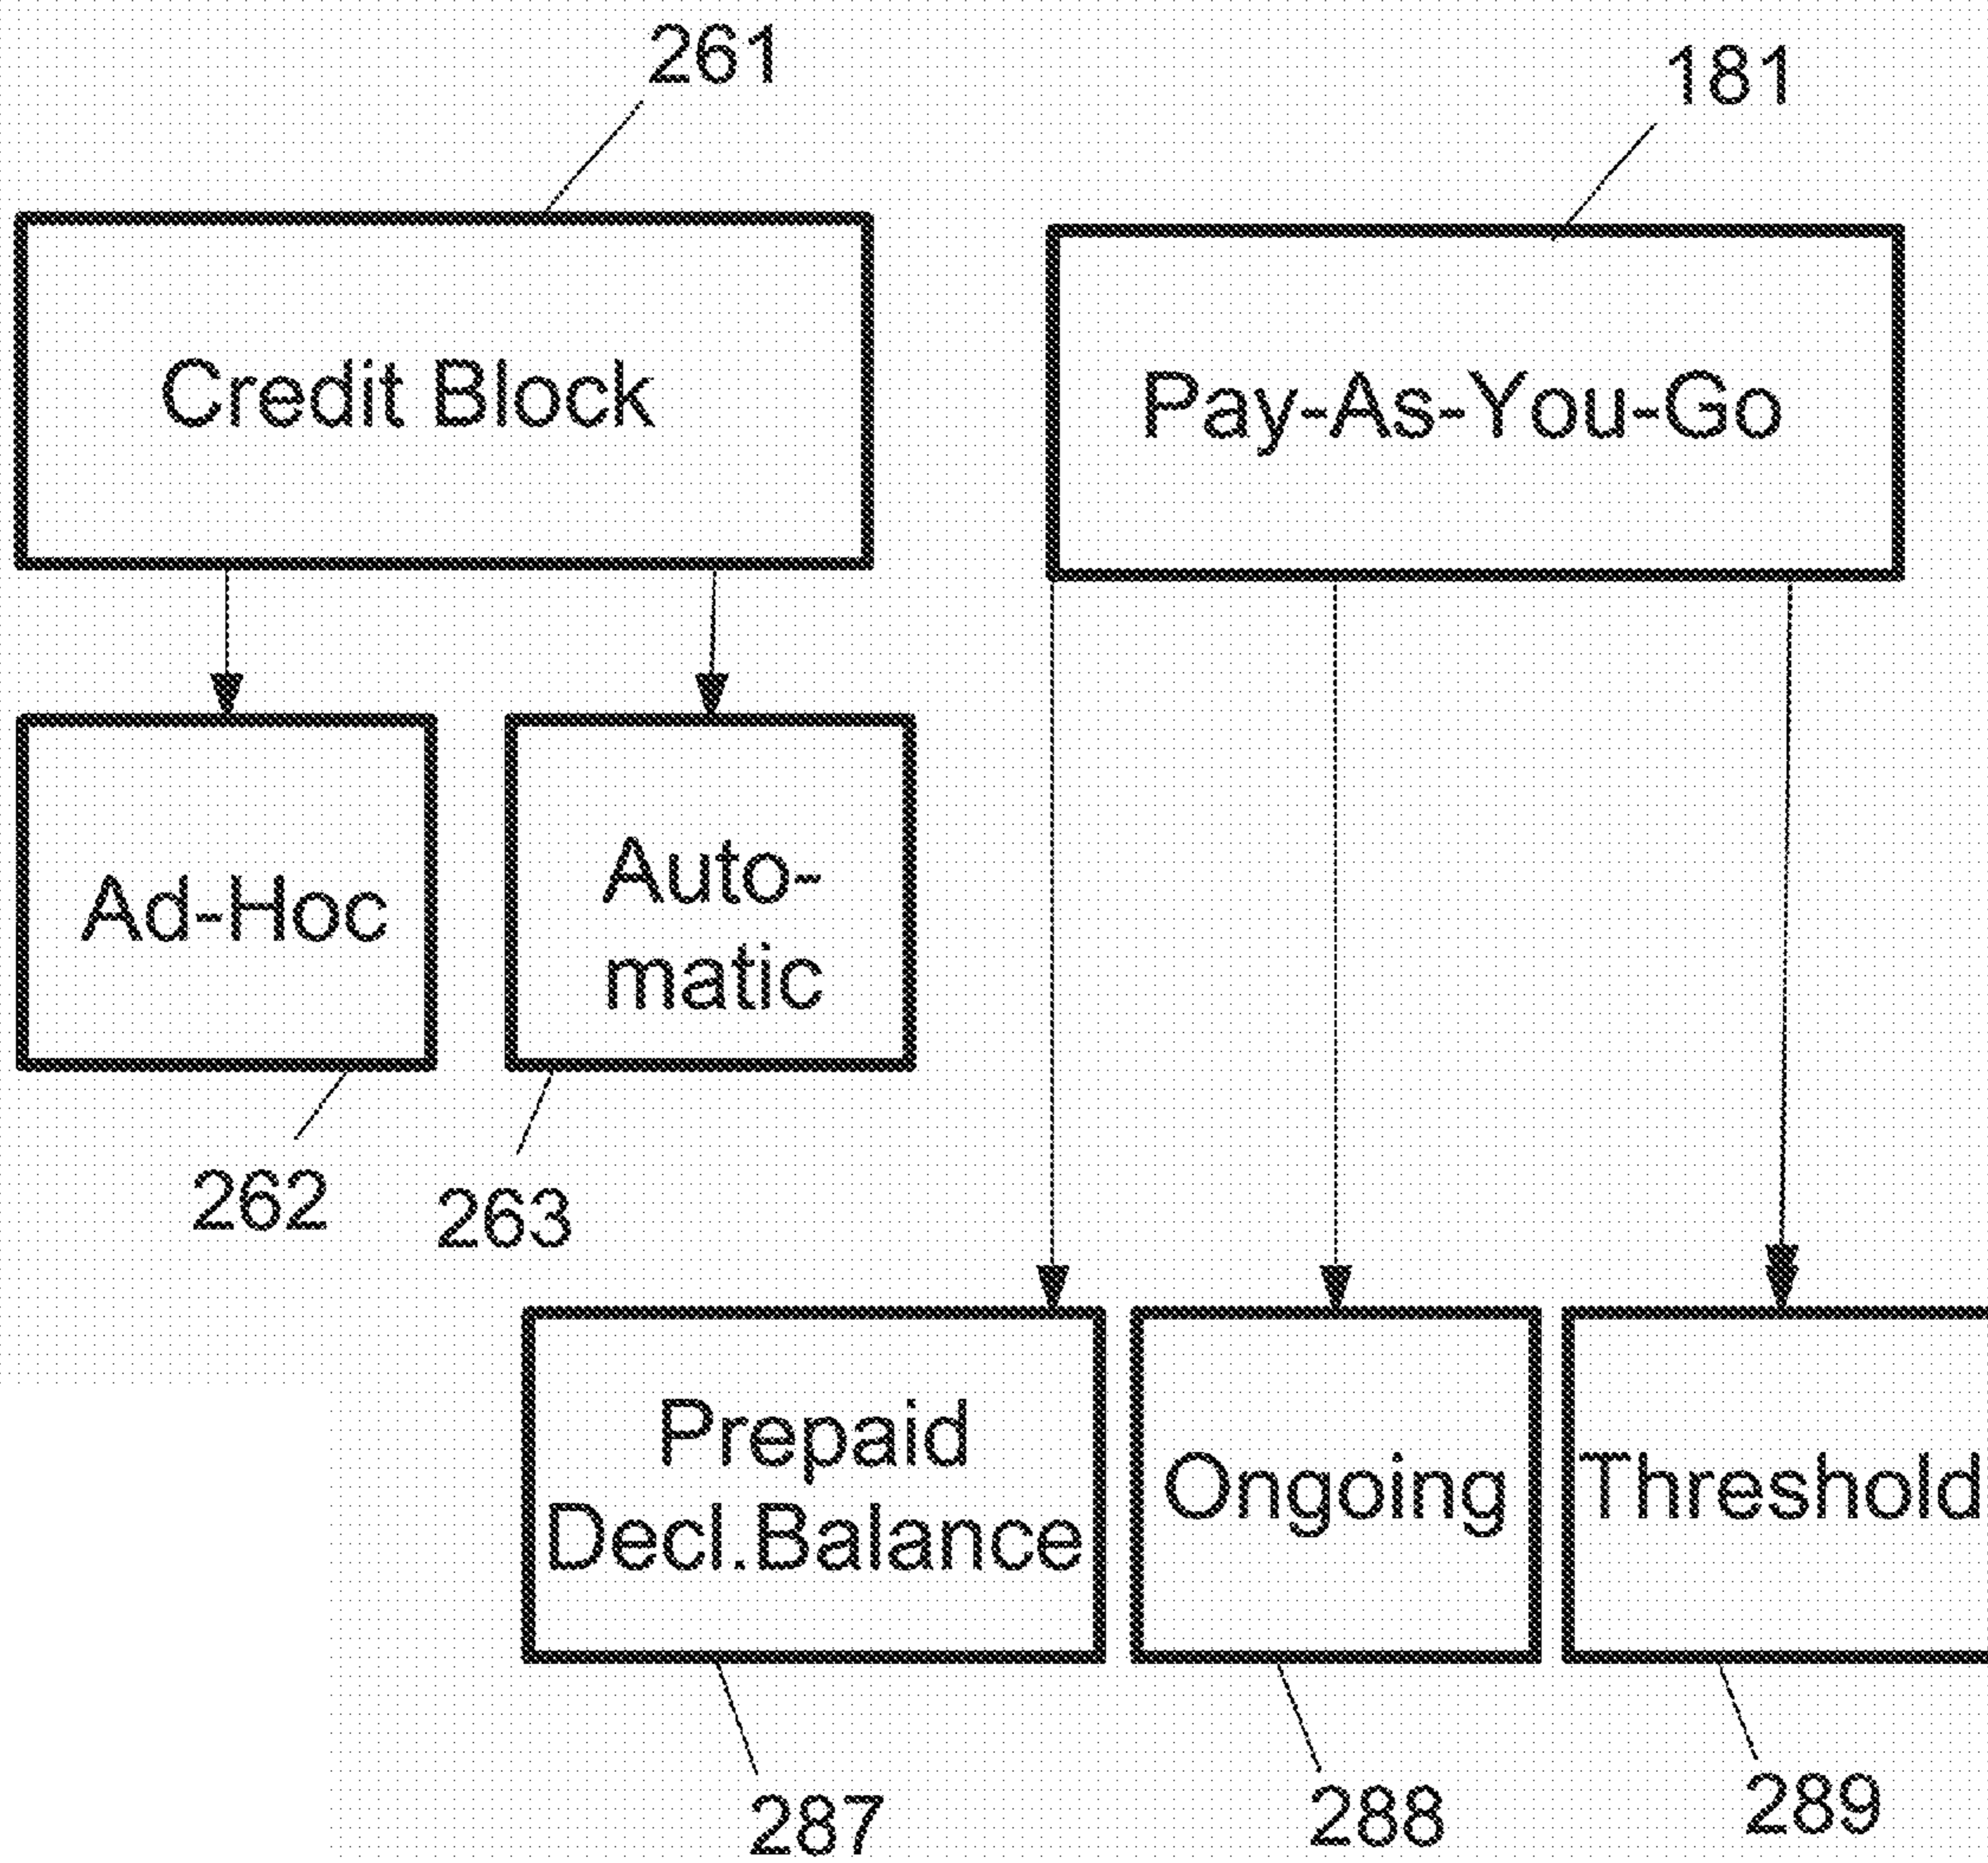 261
181
Credit Block
Pay-As-You-Go
Ad-Hoc
Auto-
matic
262
263
Prepaid
Decl.Balance
Ongoing
Threshold
287
288
289